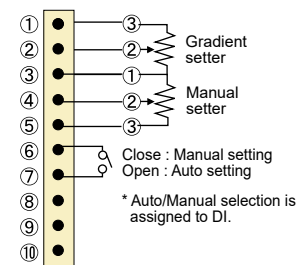 ① ③
② ② Gradient
setter
③ ①
④ ② Manual
setter
⑤ ③
⑥ Close : Manual setting
⑦ Open : Auto setting
⑧ * Auto/Manual selection is
assigned to DI.
⑨
⑩